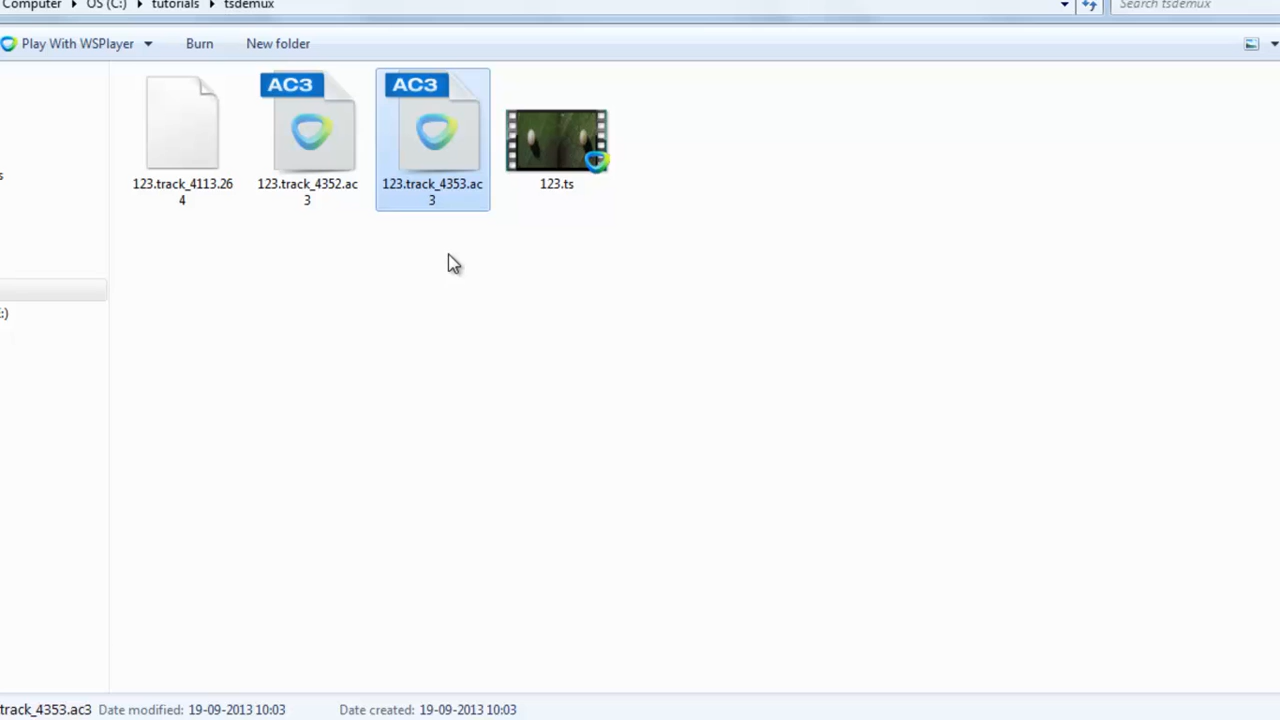 Computer ▸ OS (C:) ▸ tutorials ▸ tsdemux
Search tsdemux
Play With WSPlayer
Burn
New folder
AC3
AC3
123.track_4113.26
4
123.track_4352.ac
3
123.track_4353.ac
3
123.ts
s
:)
track_4353.ac3 Date modified: 19-09-2013 10:03 Date created: 19-09-2013 10:03